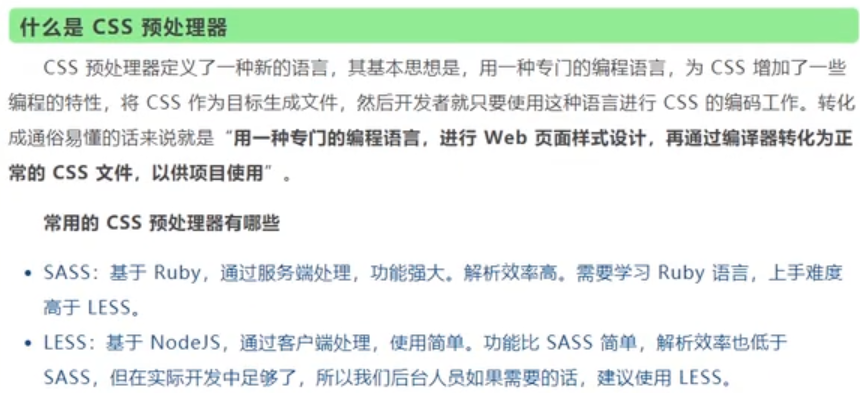 什么是 CSS 预处理器
CSS 预处理器定义了一种新的语言，其基本思想是，用一种专门的编程语言，为 CSS 增加了一些
编程的特性，将 CSS 作为目标生成文件，然后开发者就只要使用这种语言进行 CSS 的编码工作。转化
成通俗易懂的话来说就是“用一种专门的编程语言，进行 Web 页面样式设计，再通过编译器转化为正
常的 CSS 文件，以供项目使用”。
常用的 CSS 预处理器有哪些
• SASS：基于 Ruby，通过服务端处理，功能强大。解析效率高。需要学习 Ruby 语言，上手难度
高于 LESS。
• LESS：基于 NodeJS，通过客户端处理，使用简单。功能比 SASS 简单，解析效率也低于
SASS，但在实际开发中足够了，所以我们后台人员如果需要的话，建议使用 LESS。